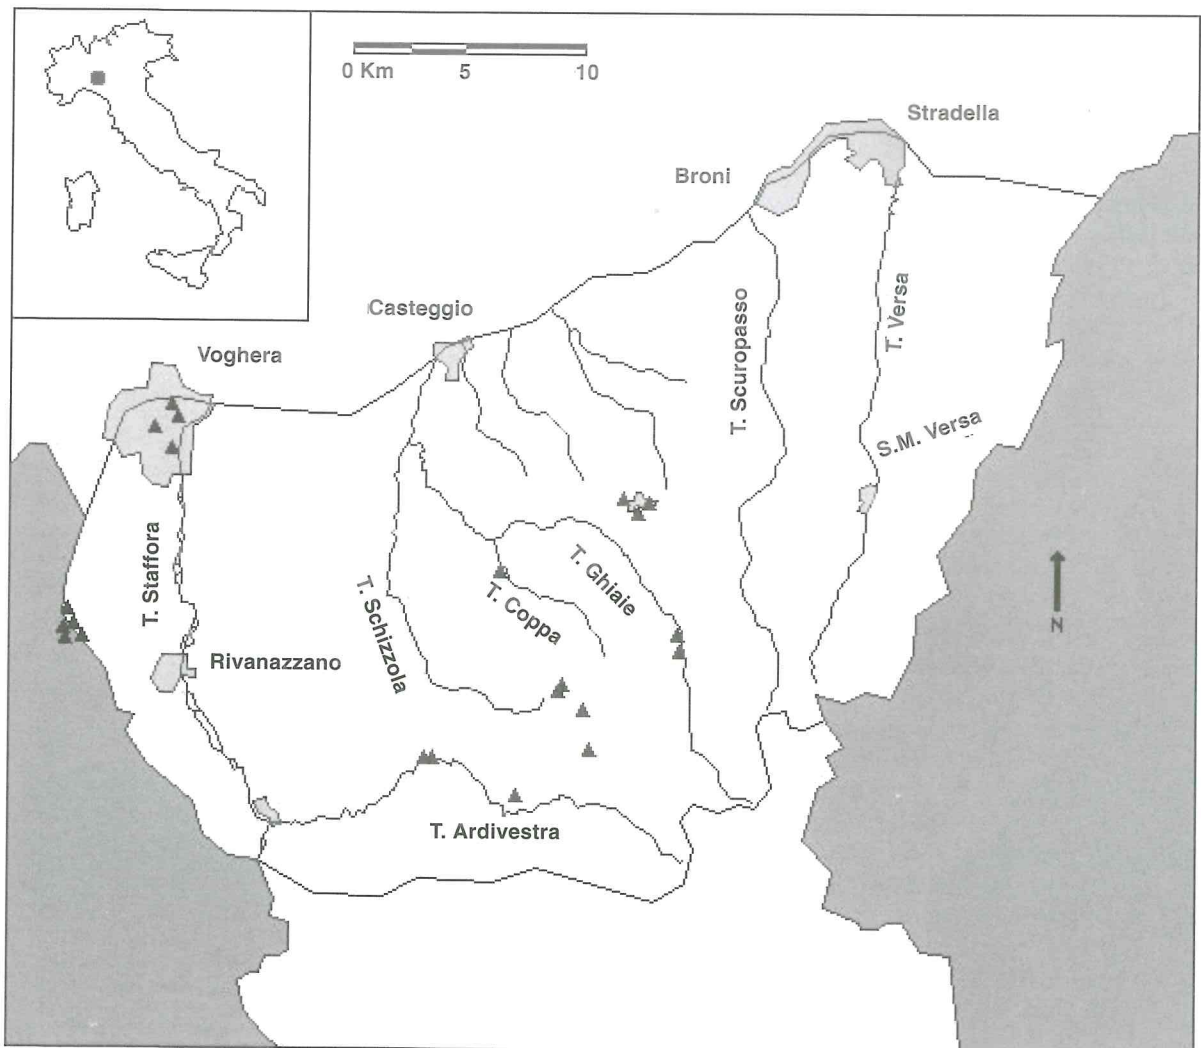 0 Km 5 10
Stradella
Broni
Casteggio
Voghera
T. Scuropasso
T. Versa
S.M. Versa
T. Staffora
T. Schizzola
T. Coppa
T. Ghiaie
Rivanazzano
N
T. Ardivestra